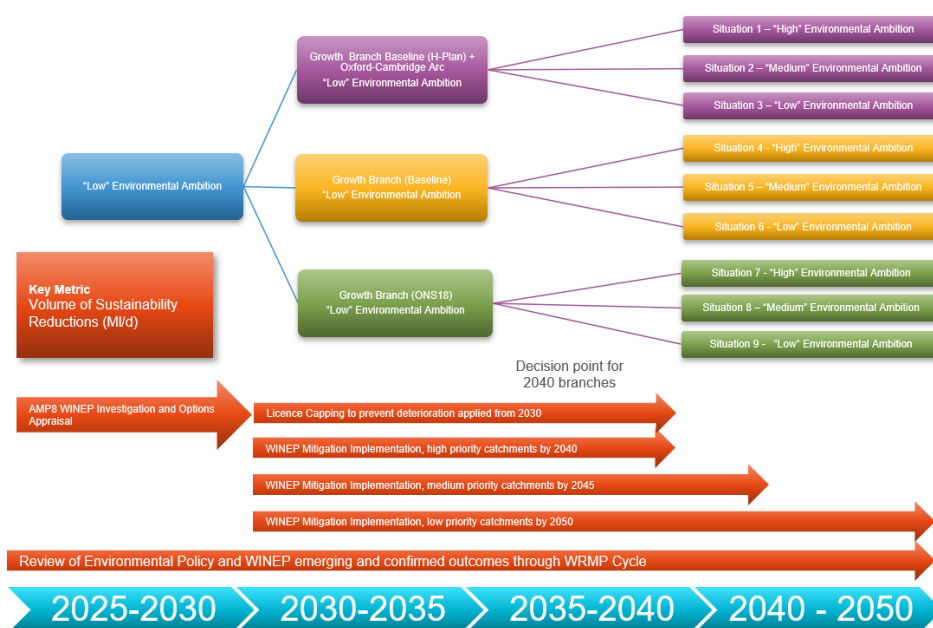 Situation 1 – “High” Environmental Ambition
Growth Branch Baseline (H-Plan) +
Oxford-Cambridge Arc
“Low” Environmental Ambition
Situation 2 – “Medium” Environmental Ambition
Situation 3 – “Low” Environmental Ambition
Situation 4 - “High” Environmental Ambition
“Low” Environmental Ambition
Growth Branch (Baseline)
“Low” Environmental Ambition
Situation 5 - “Medium” Environmental Ambition
Situation 6 - “Low” Environmental Ambition
Situation 7 - “High” Environmental Ambition
Key Metric
Volume of Sustainability
Reductions (Ml/d)
Growth Branch (ONS18)
“Low” Environmental Ambition
Situation 8 – “Medium” Environmental Ambition
Situation 9 -   “Low” Environmental Ambition
Decision point for
2040 branches
AMP8 WINEP Investigation and Options
Appraisal
Licence Capping to prevent deterioration applied from 2030
WINEP Mitigation Implementation, high priority catchments by 2040
WINEP Mitigation Implementation, medium priority catchments by 2045
WINEP Mitigation Implementation, low priority catchments by 2050
Review of Environmental Policy and WINEP emerging and confirmed outcomes through WRMP Cycle
2025-2030
2030-2035
2035-2040
2040 - 2050